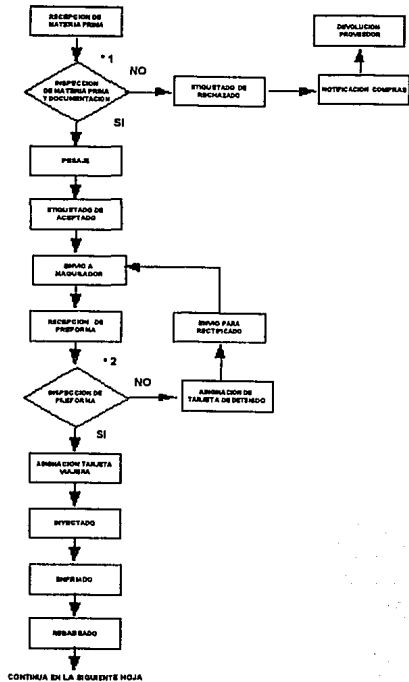 RECEPCION DE
MATERIA PRIMA
* 1
INSPECCION
DE MATERIA PRIMA
Y DOCUMENTACION
NO
ETIQUETADO DE
RECHAZADO
NOTIFICACION COMPRAS
DEVOLUCION
PROVEEDOR
SI
PESAJE
ETIQUETADO DE
ACEPTADO
ENVIO A
MAQUILADOR
RECEPCION DE
PREFORMA
* 2
INSPECCION DE
PREFORMA
NO
ASIGNACION DE
TARJETA DE DETENIDO
ENVIO PARA
RECTIFICADO
SI
ASIGNACION TARJETA
VIAJERA
INYECTADO
ENFRIADO
REBABEADO
CONTINUA EN LA SIGUIENTE HOJA